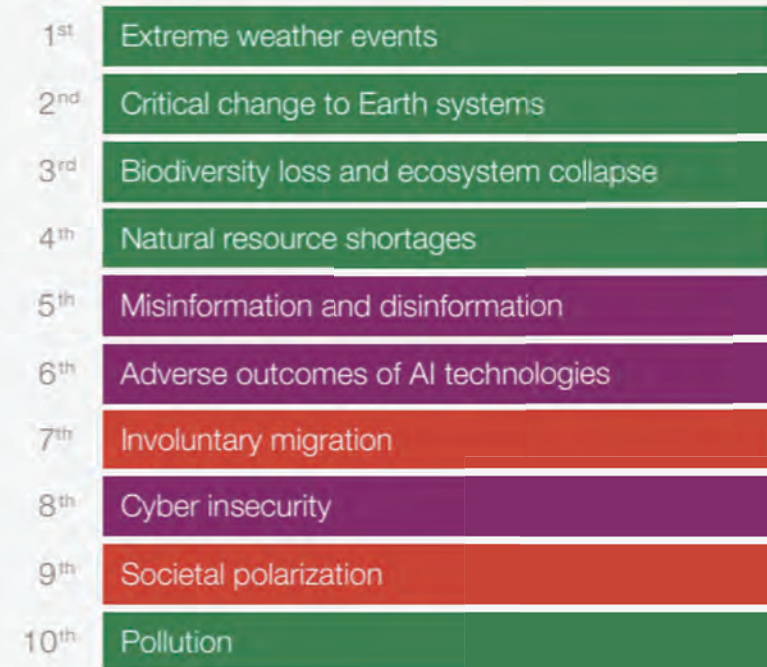 1st Extreme weather events
2nd Critical change to Earth systems
3rd Biodiversity loss and ecosystem collapse
4th Natural resource shortages
5th Misinformation and disinformation
6th Adverse outcomes of AI technologies
7th Involuntary migration
8th Cyber insecurity
9th Societal polarization
10th Pollution